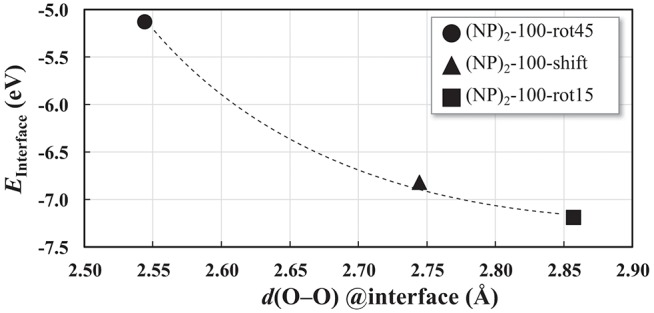 -5.0
-5.5
-6.0
-6.5
-7.0
-7.5
E_Interface (eV)
(NP)₂-100-rot45
(NP)₂-100-shift
(NP)₂-100-rot15
2.50 2.55 2.60 2.65 2.70 2.75 2.80 2.85 2.90
d(O–O) @interface (Å)